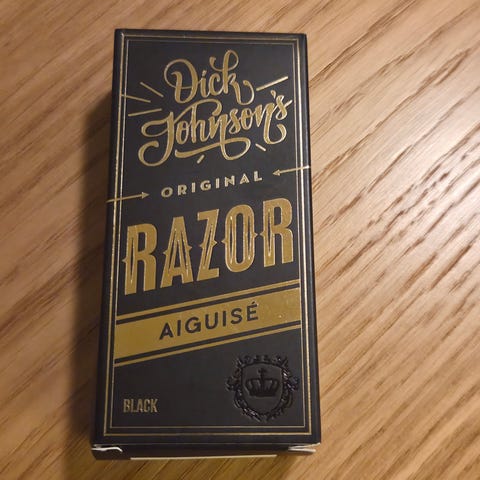 Dick
Johnson's
ORIGINAL
RAZOR
AIGUISÉ
BLACK